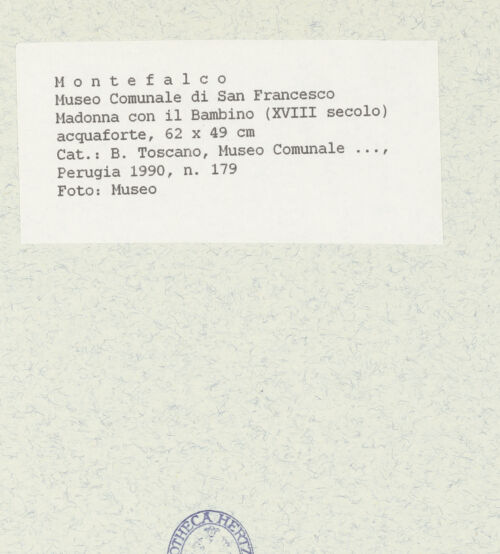 M o n t e f a l c o
Museo Comunale di San Francesco
Madonna con il Bambino (XVIII secolo)
acquaforte, 62 x 49 cm
Cat.: B. Toscano, Museo Comunale ...,
Perugia 1990, n. 179
Foto: Museo